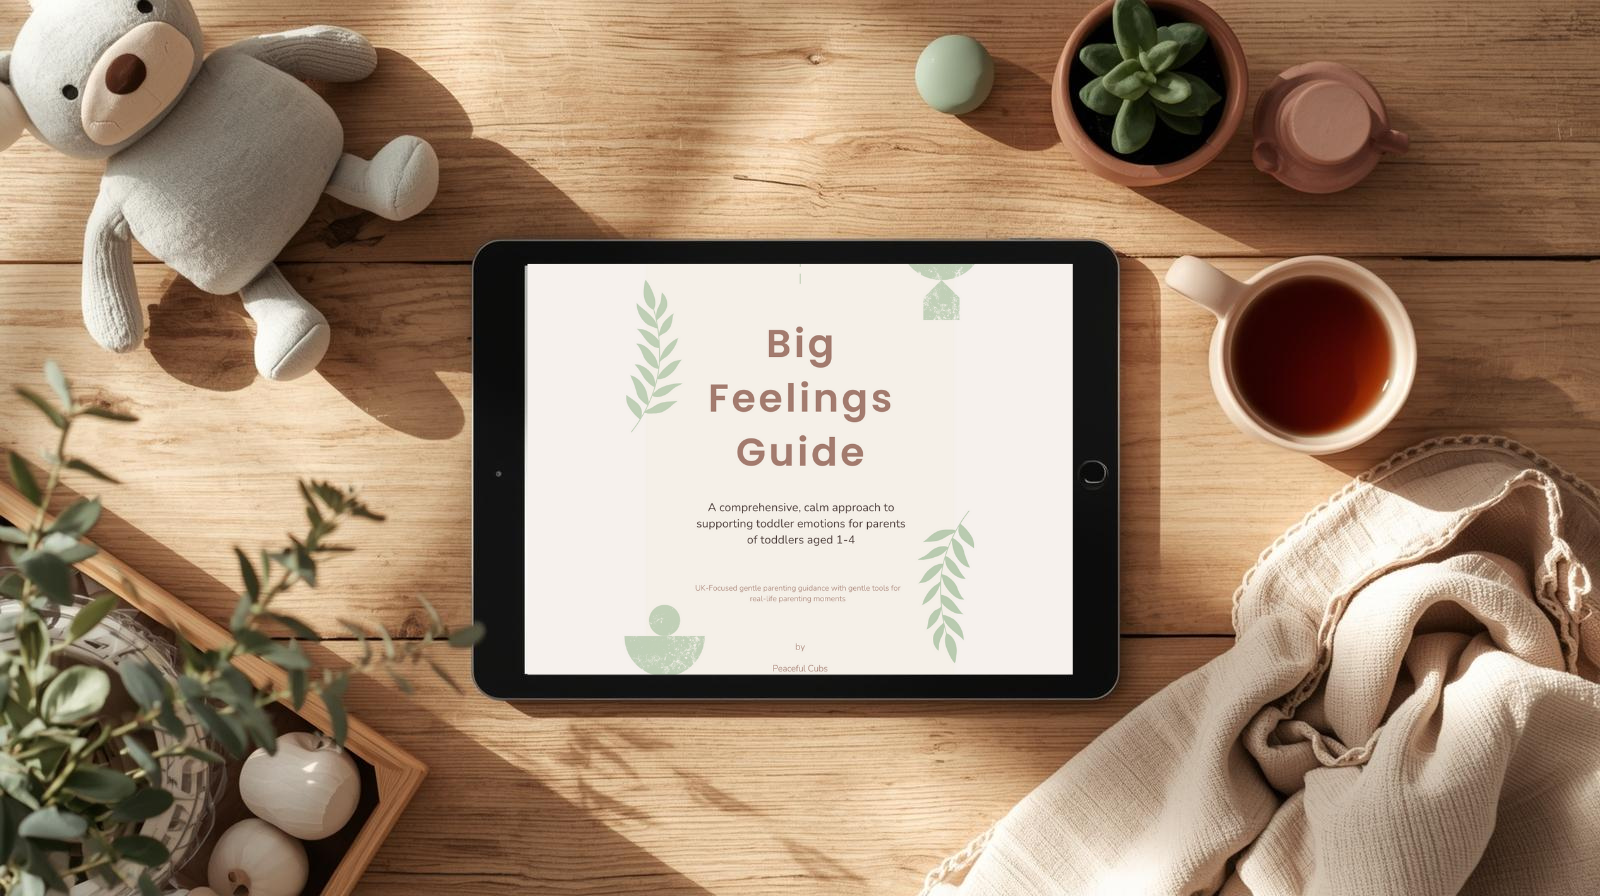 Big
Feelings
Guide
A comprehensive, calm approach to
supporting toddler emotions for parents
of toddlers aged 1-4
UK-Focused gentle parenting guidance with gentle tools for
real-life parenting moments
by
Peaceful Cubs